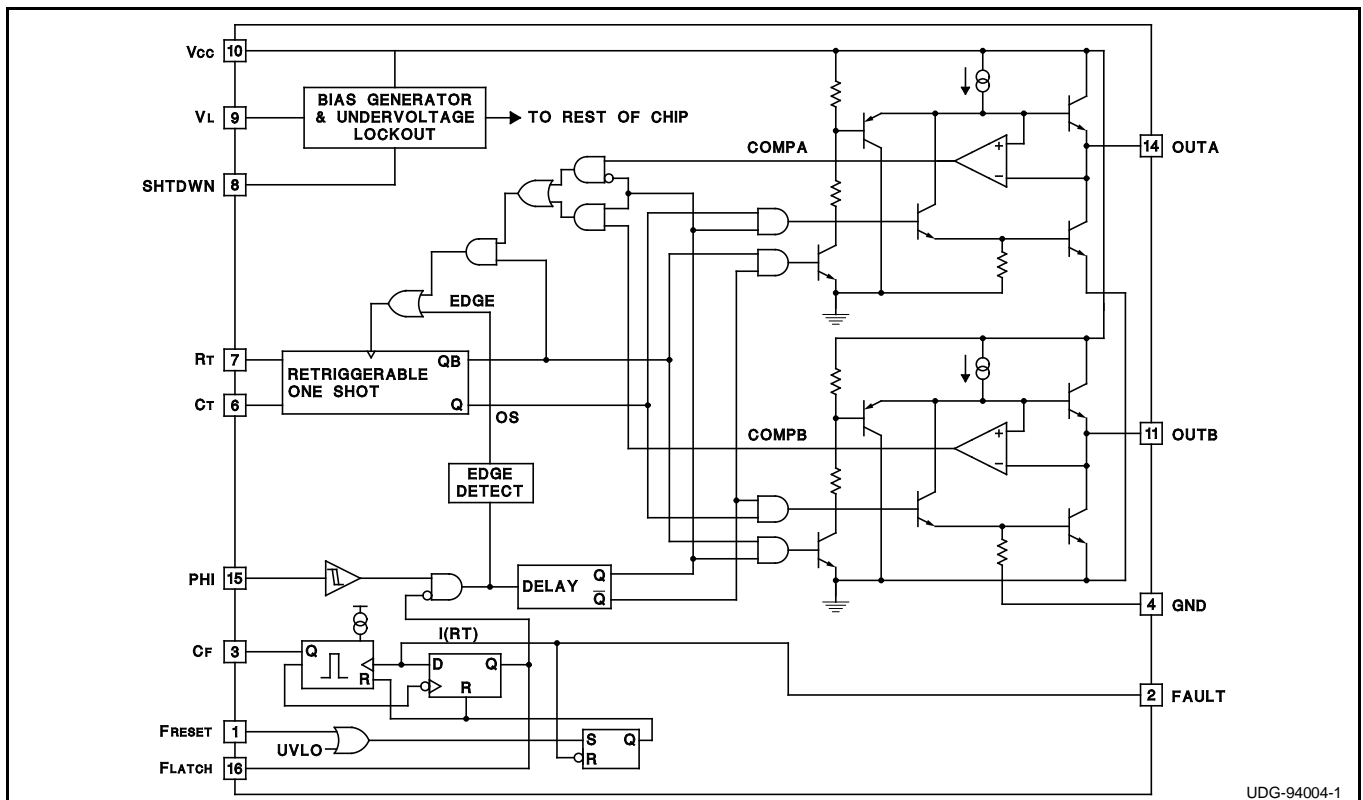 Vcc 10
BIAS GENERATOR
& UNDERVOLTAGE
LOCKOUT
TO REST OF CHIP
VL 9
SHTDWN 8
COMPA
+
−
14 OUTA
EDGE
RT 7
RETRIGGERABLE
ONE SHOT
QB
Q
CT 6
OS
COMPB
+
−
11 OUTB
EDGE
DETECT
PHI 15
DELAY
Q
Q̅
4 GND
I(RT)
CF 3
Q
R
D Q
R
2 FAULT
FRESET 1
UVLO
S Q
R
FLATCH 16
UDG-94004-1